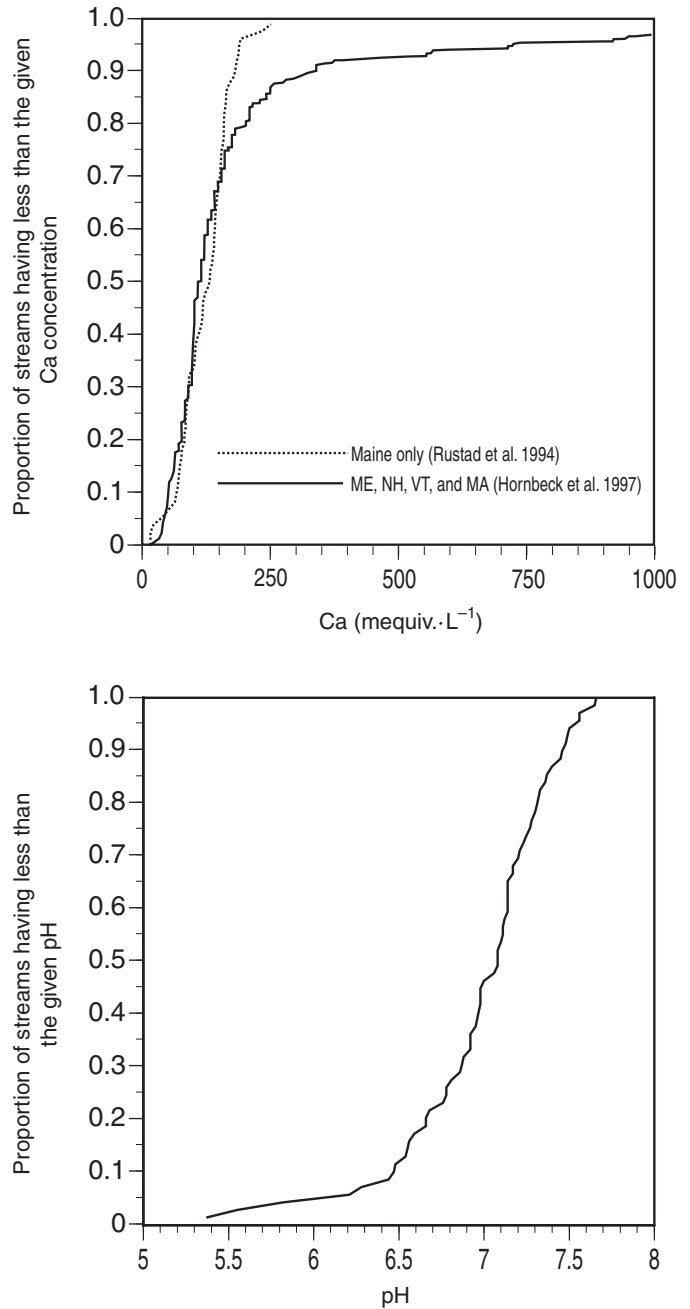 Proportion of streams having less than the given
Ca concentration
1.0
0.9
0.8
0.7
0.6
0.5
0.4
0.3
0.2
0.1
0
Maine only (Rustad et al. 1994)
ME, NH, VT, and MA (Hornbeck et al. 1997)
0 250 500 750 1000
Ca (mequiv.·L⁻¹)
Proportion of streams having less than
the given pH
1.0
0.9
0.8
0.7
0.6
0.5
0.4
0.3
0.2
0.1
0
5 5.5 6 6.5 7 7.5 8
pH